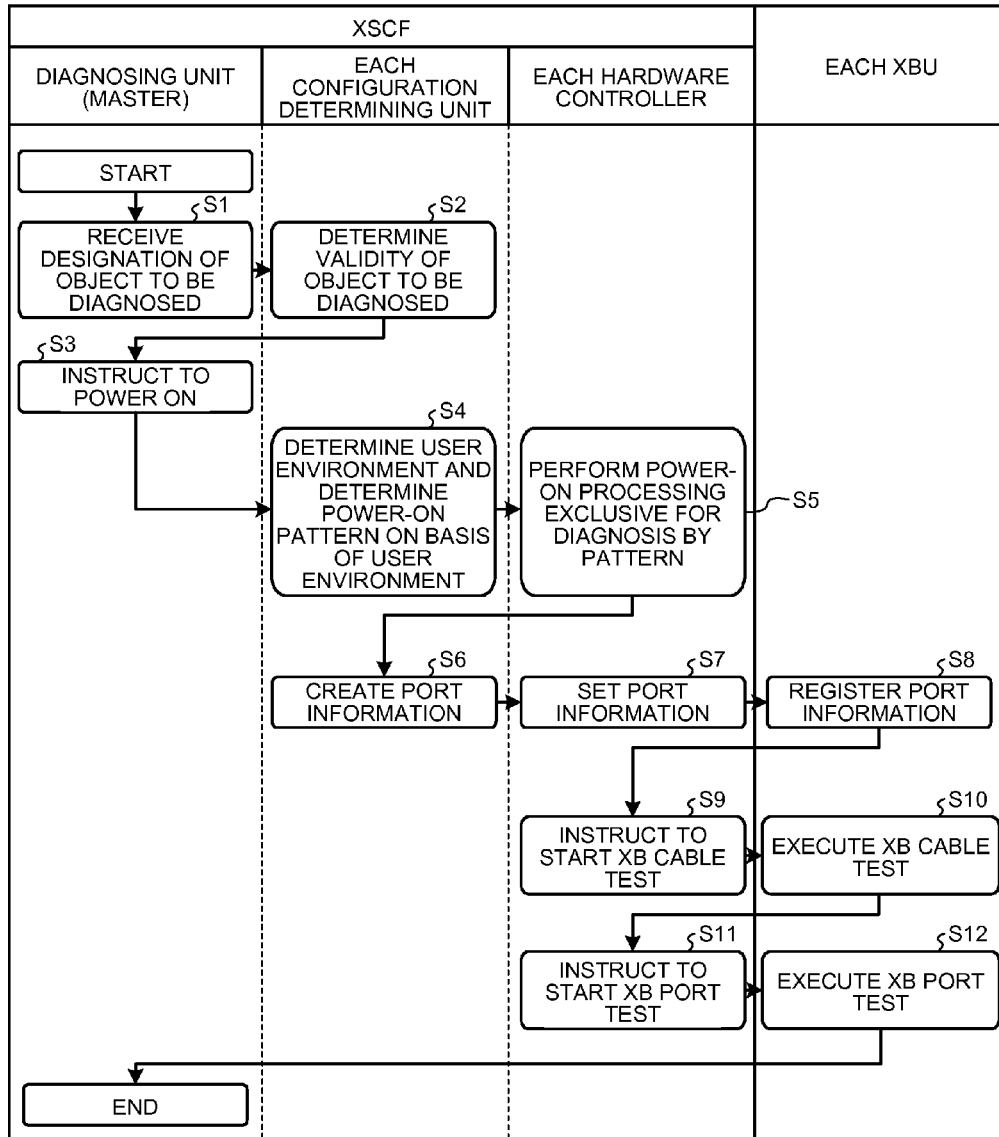 XSCF
DIAGNOSING UNIT
(MASTER)
EACH
CONFIGURATION
DETERMINING UNIT
EACH HARDWARE
CONTROLLER
EACH XBU
START
S1
RECEIVE
DESIGNATION OF
OBJECT TO BE
DIAGNOSED
S2
DETERMINE
VALIDITY OF
OBJECT TO BE
DIAGNOSED
S3
INSTRUCT TO
POWER ON
S4
DETERMINE USER
ENVIRONMENT AND
DETERMINE
POWER-ON
PATTERN ON BASIS
OF USER
ENVIRONMENT
PERFORM POWER-
ON PROCESSING
EXCLUSIVE FOR
DIAGNOSIS BY
PATTERN
S5
S6
CREATE PORT
INFORMATION
S7
SET PORT
INFORMATION
S8
REGISTER PORT
INFORMATION
S9
INSTRUCT TO
START XB CABLE
TEST
S10
EXECUTE XB CABLE
TEST
S11
INSTRUCT TO
START XB PORT
TEST
S12
EXECUTE XB PORT
TEST
END